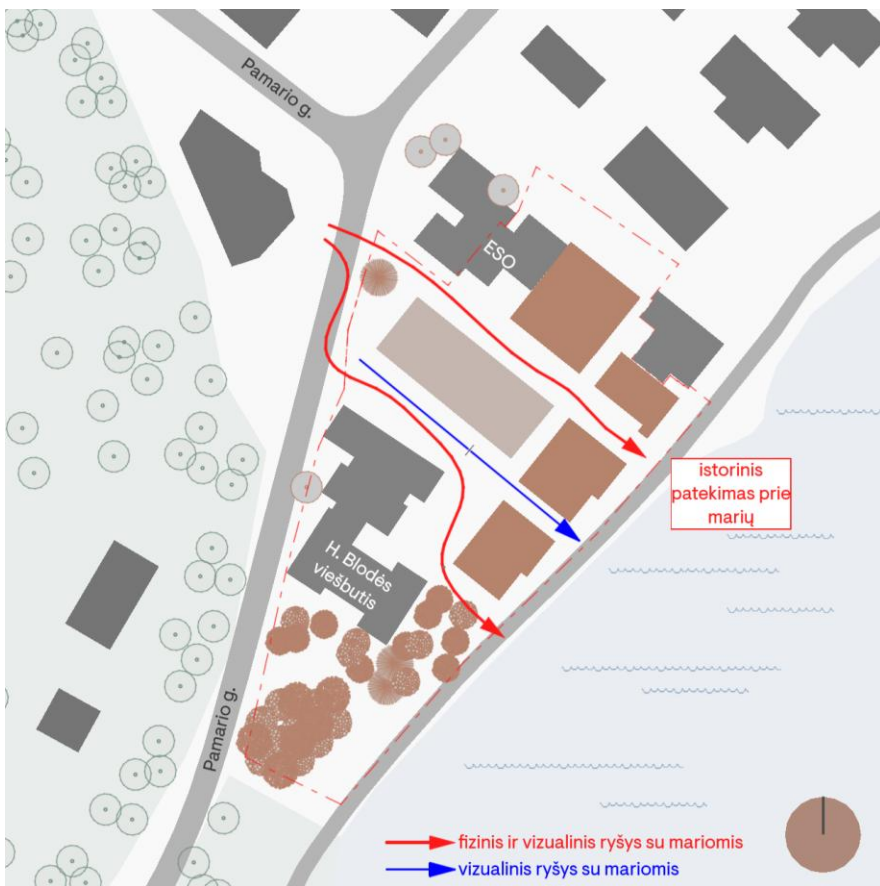 Pamario g.
ESO
istorinis
patekimas prie
marių
H. Blodės
viešbutis
Pamario g.
fizinis ir vizualinis ryšys su mariomis
vizualinis ryšys su mariomis